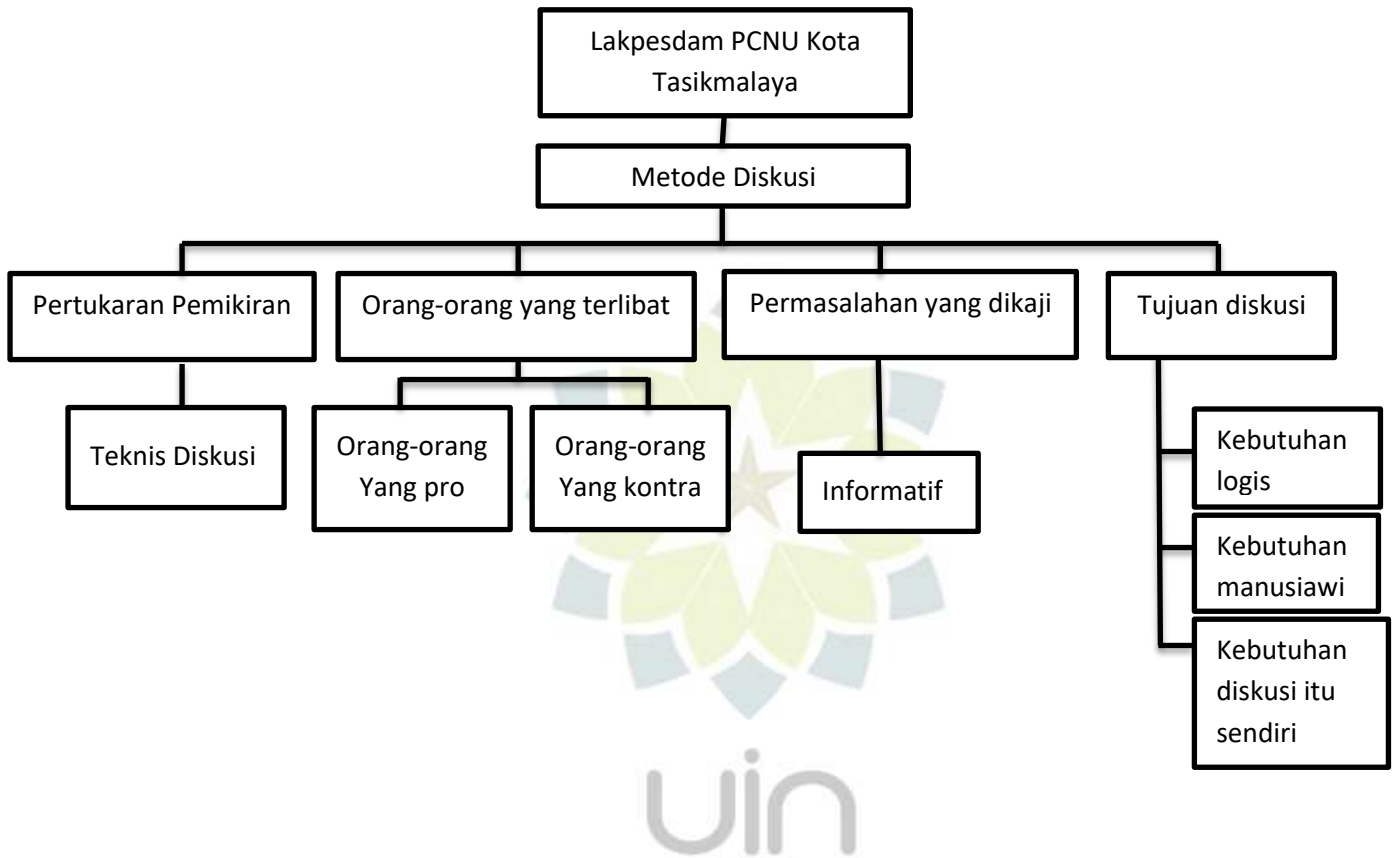 Lakpesdam PCNU Kota
Tasikmalaya
Metode Diskusi
Pertukaran Pemikiran
Orang-orang yang terlibat
Permasalahan yang dikaji
Tujuan diskusi
Teknis Diskusi
Orang-orang
Yang pro
Orang-orang
Yang kontra
Informatif
Kebutuhan
logis
Kebutuhan
manusiawi
Kebutuhan
diskusi itu
sendiri
uin